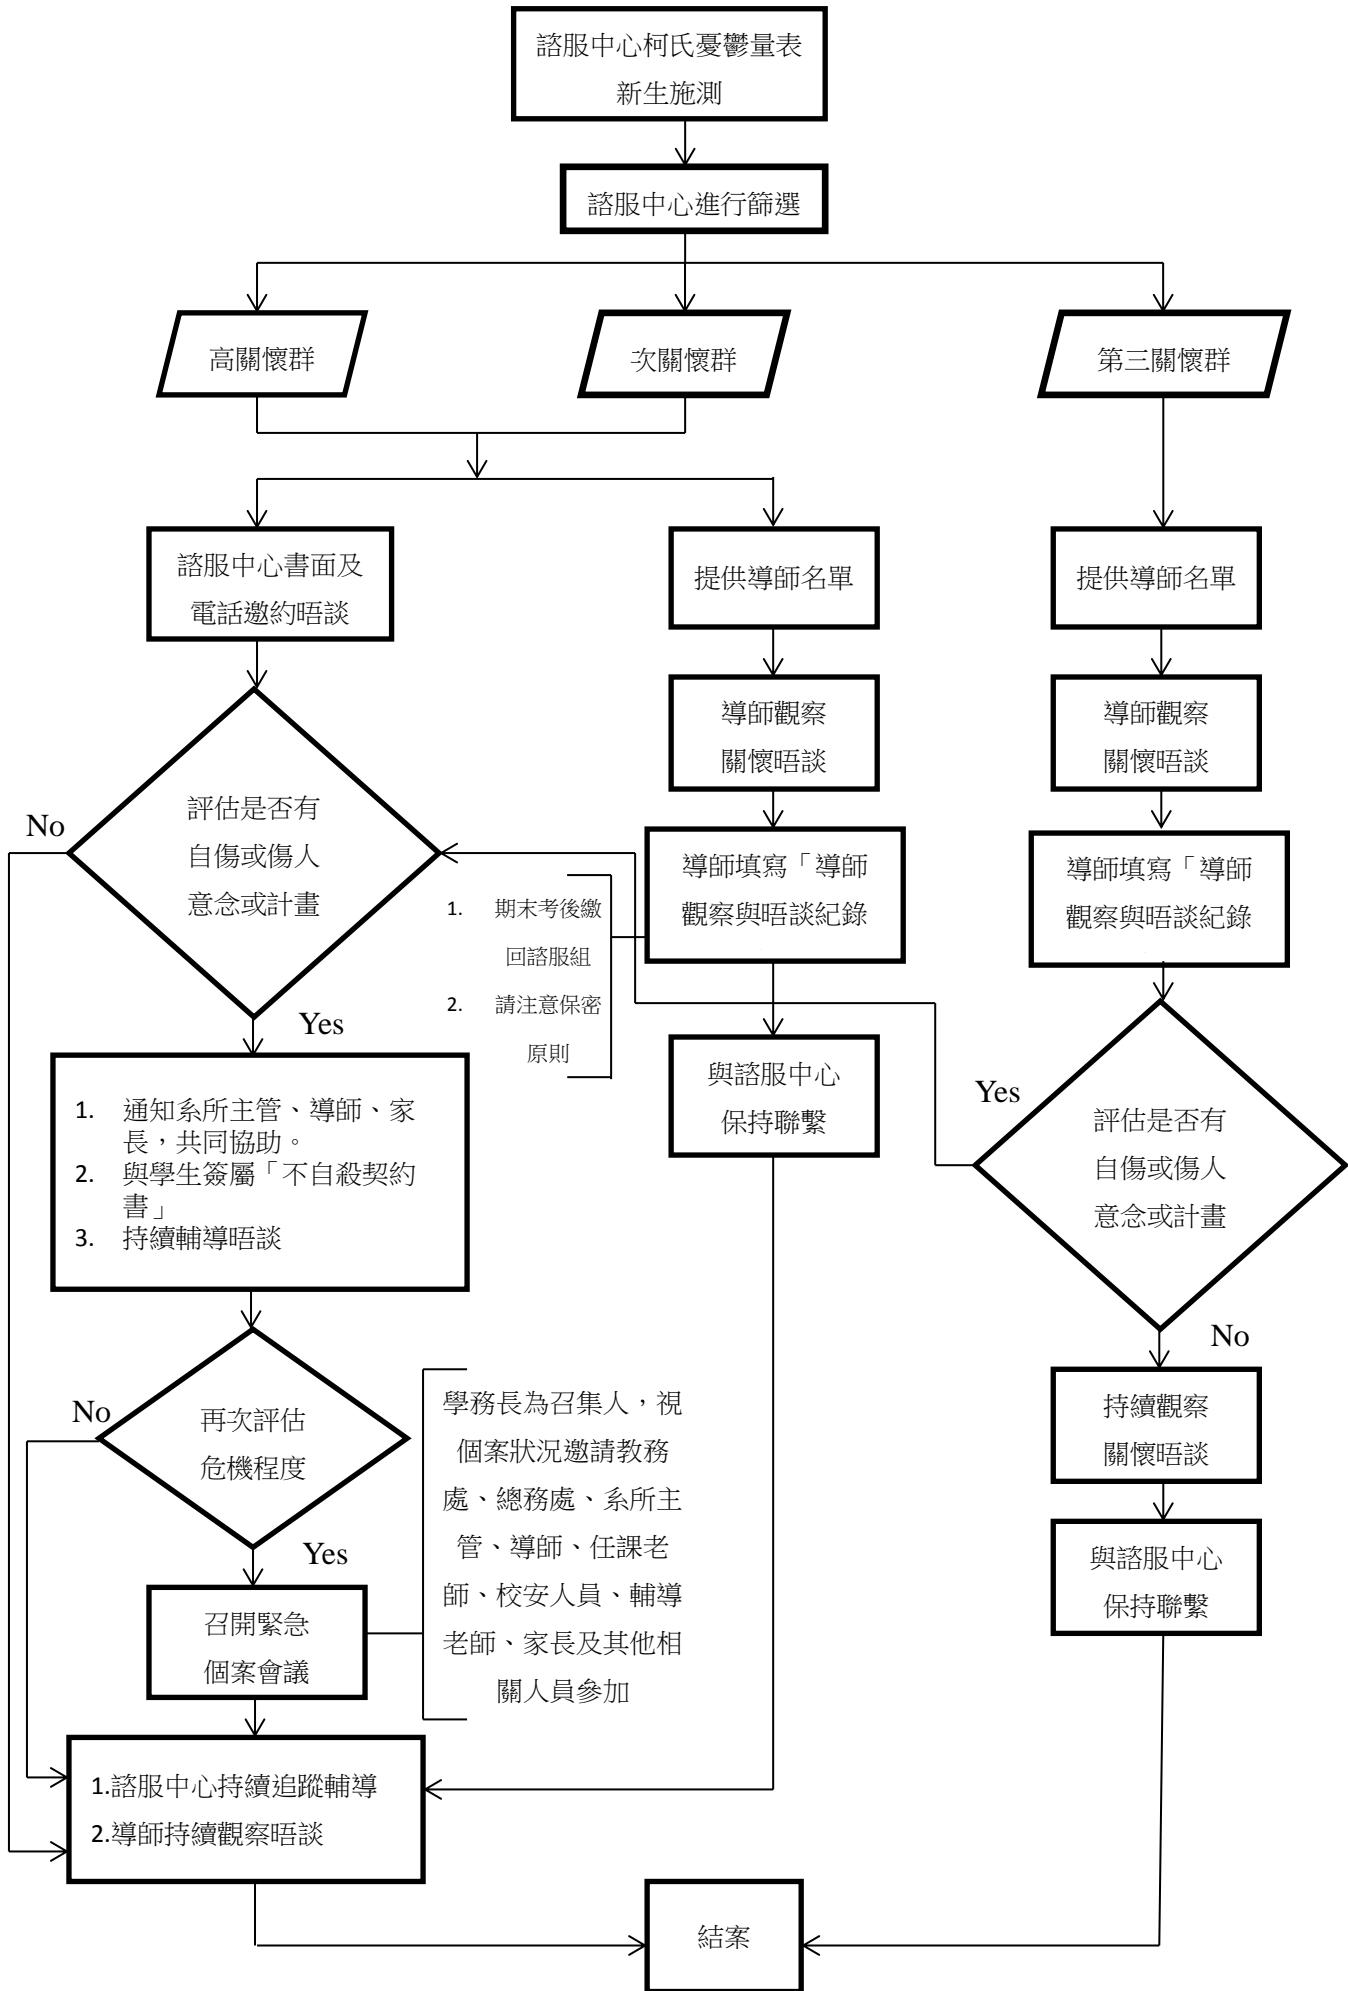 諮服中心柯氏憂鬱量表
新生施測
諮服中心進行篩選
高關懷群
次關懷群
第三關懷群
諮服中心書面及
電話邀約晤談
提供導師名單
提供導師名單
導師觀察
關懷晤談
導師觀察
關懷晤談
No
評估是否有
自傷或傷人
意念或計畫
導師填寫「導師
觀察與晤談紀錄
導師填寫「導師
觀察與晤談紀錄
1. 期末考後繳
回諮服組
2. 請注意保密
原則
Yes
與諮服中心
保持聯繫
Yes
評估是否有
自傷或傷人
意念或計畫
1. 通知系所主管、導師、家
長，共同協助。
2. 與學生簽屬「不自殺契約
書」
3. 持續輔導晤談
No
No
再次評估
危機程度
學務長為召集人，視
個案狀況邀請教務
處、總務處、系所主
管、導師、任課老
師、校安人員、輔導
老師、家長及其他相
關人員參加
持續觀察
關懷晤談
Yes
召開緊急
個案會議
與諮服中心
保持聯繫
1.諮服中心持續追蹤輔導
2.導師持續觀察晤談
結案